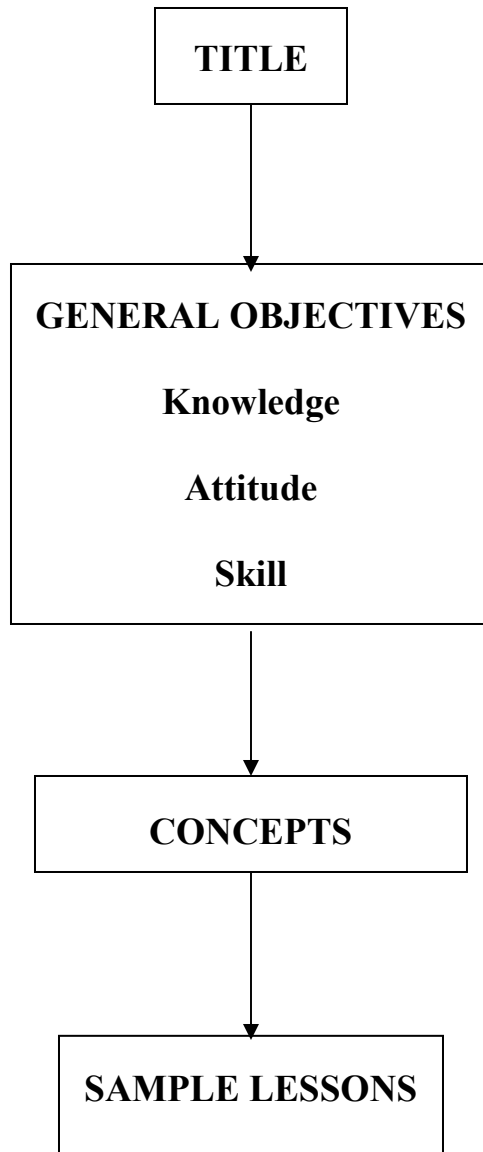 TITLE
GENERAL OBJECTIVES
Knowledge
Attitude
Skill
CONCEPTS
SAMPLE LESSONS